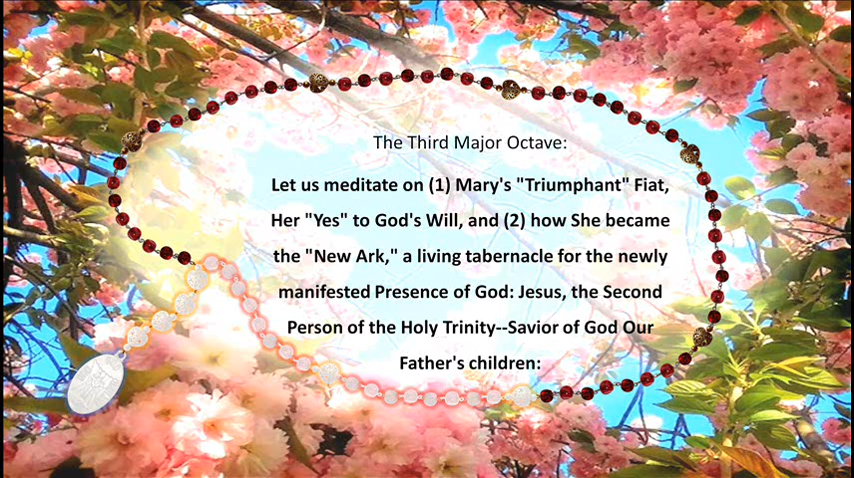 The Third Major Octave:
Let us meditate on (1) Mary's "Triumphant" Fiat,
Her "Yes" to God's Will, and (2) how She became
the "New Ark," a living tabernacle for the newly
manifested Presence of God: Jesus, the Second
Person of the Holy Trinity--Savior of God Our
Father's children: